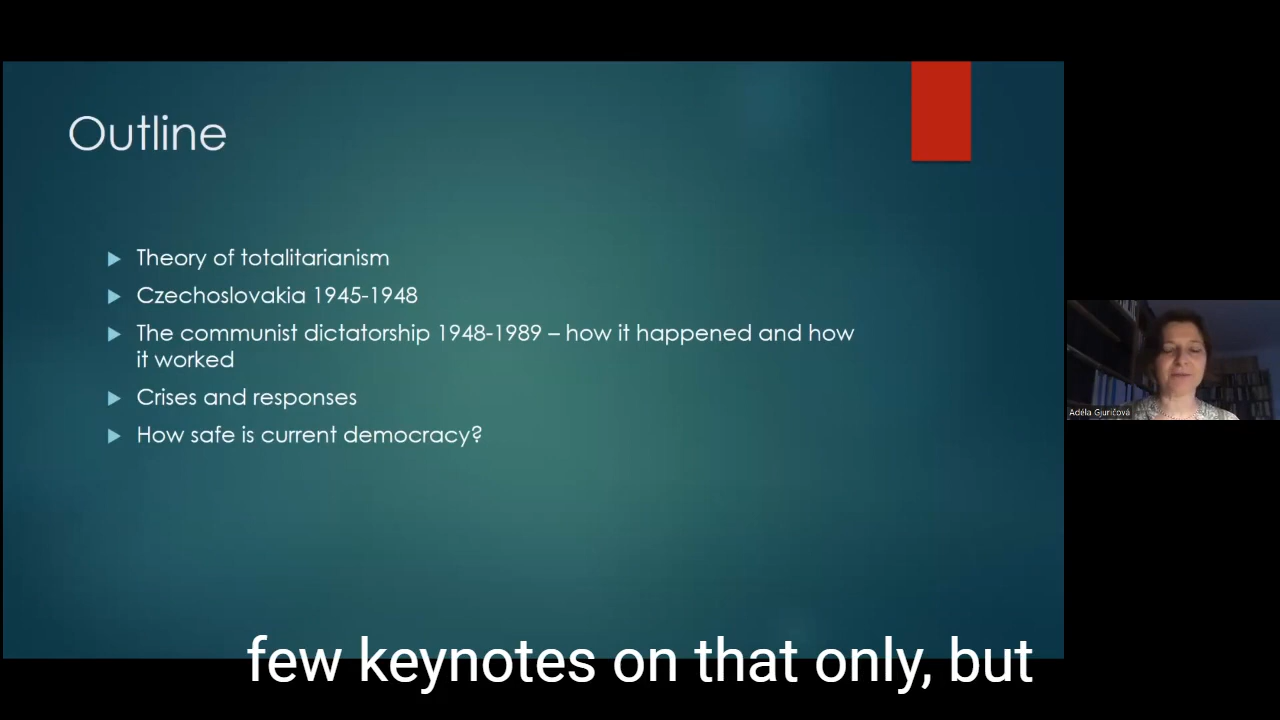 Outline
Theory of totalitarianism
Czechoslovakia 1945-1948
The communist dictatorship 1948-1989 – how it happened and how
it worked
Crises and responses
How safe is current democracy?
Adéla Gjuričová
few keynotes on that only, but